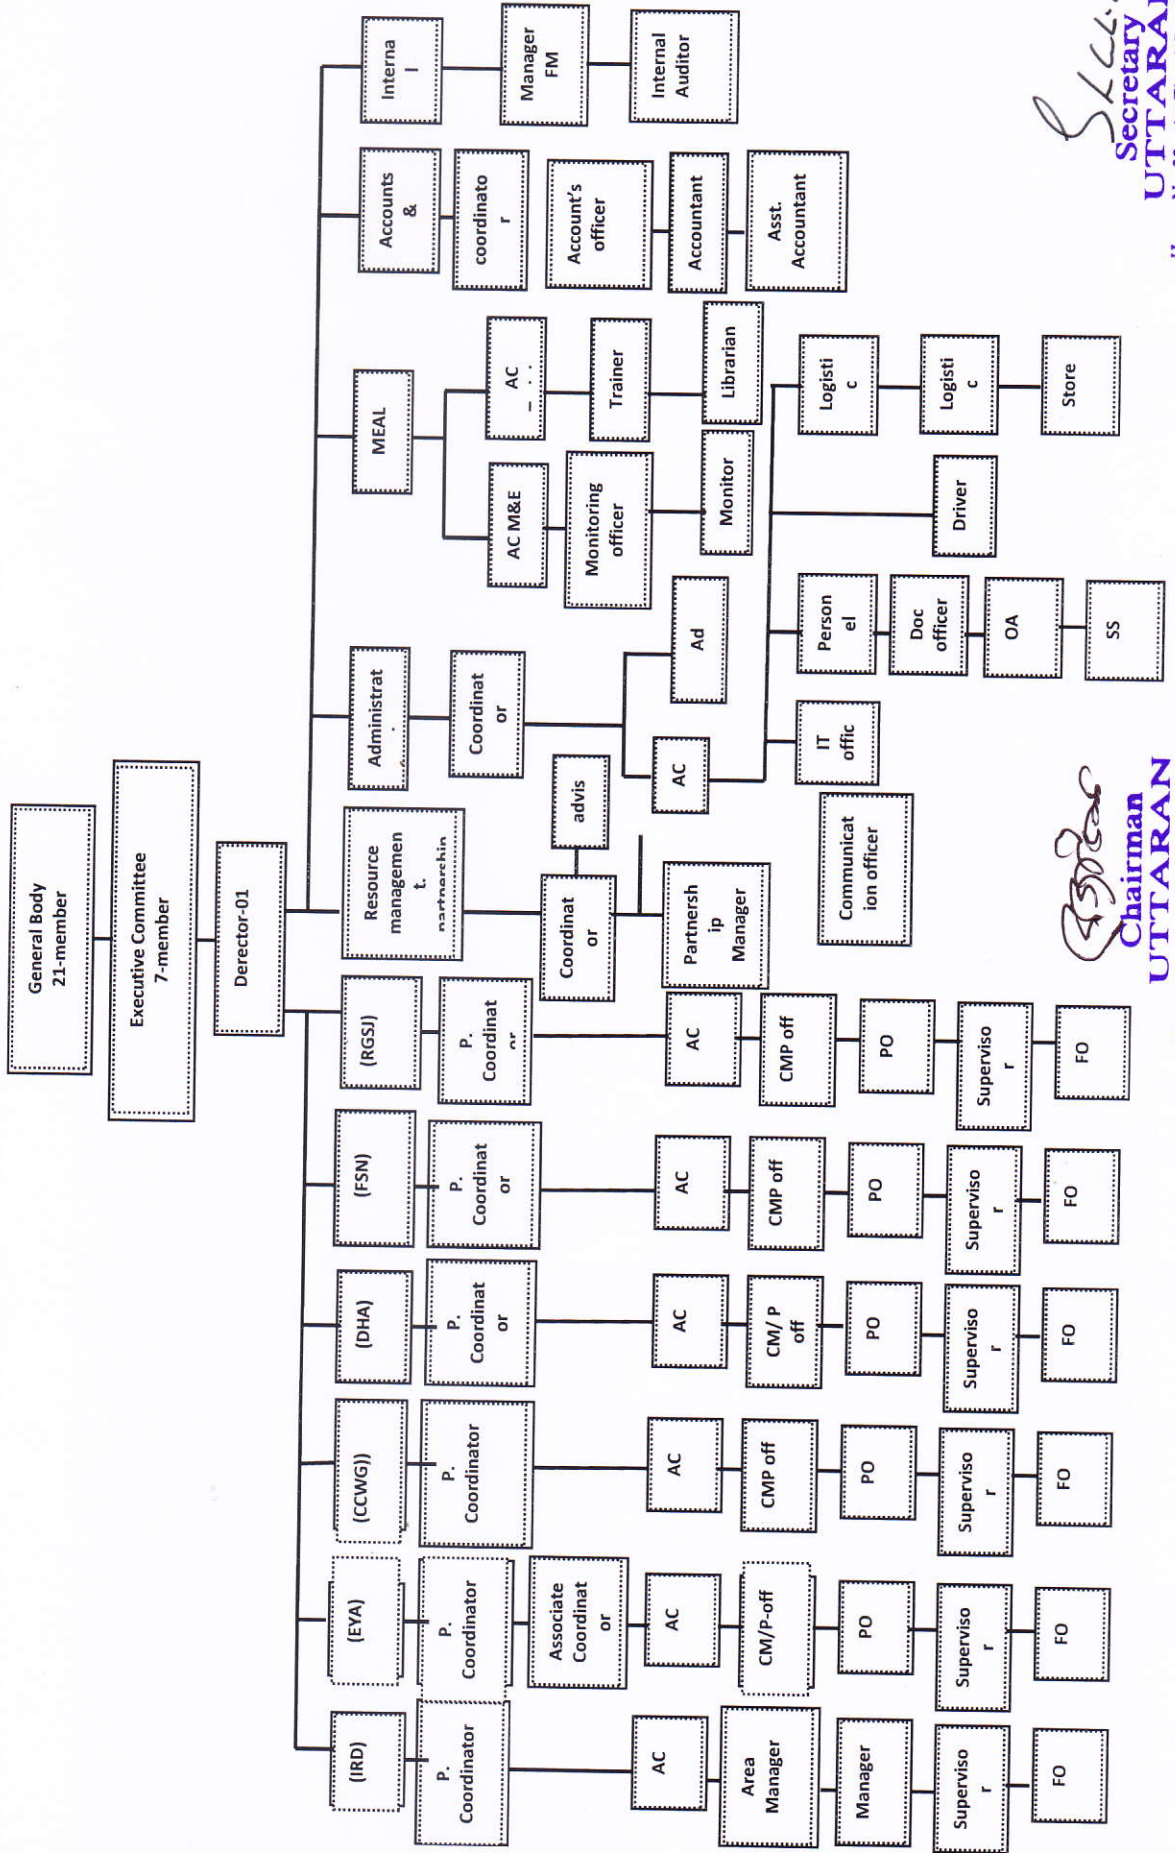 General Body
21-member
Executive Committee
7-member
Derector-01
(IRD)
(EYA)
(CCWG))
(DHA)
(FSN)
(RGSJ)
Resource
managemen
t.
partnership
Administrat
MEAL
Accounts
&
Interna
l
P.
Coordinator
P.
Coordinator
P.
Coordinator
P.
Coordinat
or
P.
Coordinat
or
P.
Coordinat
or
Coordinat
or
advis
Coordinat
or
AC M&E
AC
coordinato
r
Manager
FM
Associate
Coordinat
or
Partnersh
ip
Manager
AC
Ad
Monitoring
officer
Trainer
Account's
officer
Internal
Auditor
AC
AC
AC
AC
AC
AC
Monitor
Librarian
Accountant
Area
Manager
CM/P-off
CMP off
CM/ P
off
CMP off
CMP off
Communicat
ion officer
IT
offic
Person
el
Driver
Logisti
c
Asst.
Accountant
Manager
PO
PO
PO
PO
PO
Doc
officer
Logisti
c
Superviso
r
Superviso
r
Superviso
r
Superviso
r
Superviso
r
Superviso
r
OA
Store
FO
FO
FO
FO
FO
FO
SS
Chairman
UTTARAN
Secretary
UTTARAN